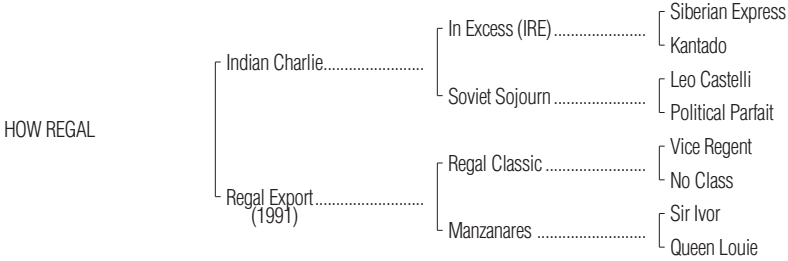 Siberian Express
In Excess (IRE)......................
Kantado
Indian Charlie........................
Leo Castelli
Soviet Sojourn ......................
Political Parfait
HOW REGAL
Vice Regent
Regal Classic ........................
No Class
Regal Export..........................
(1991)
Sir Ivor
Manzanares ..........................
Queen Louie